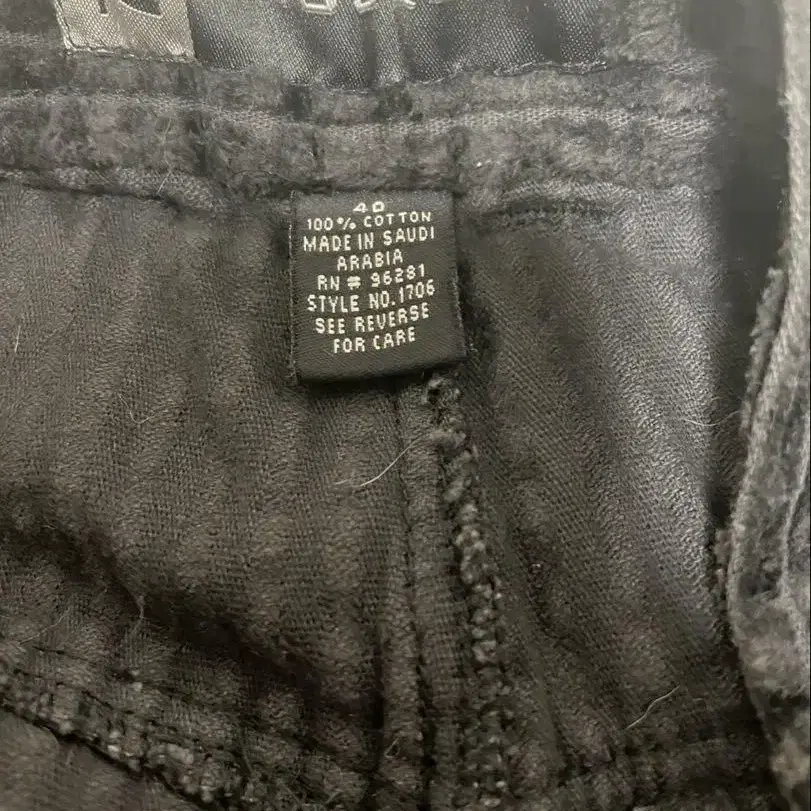 40
100% COTTON
MADE IN SAUDI
ARABIA
RN # 96281
STYLE NO. 1706
SEE REVERSE
FOR CARE